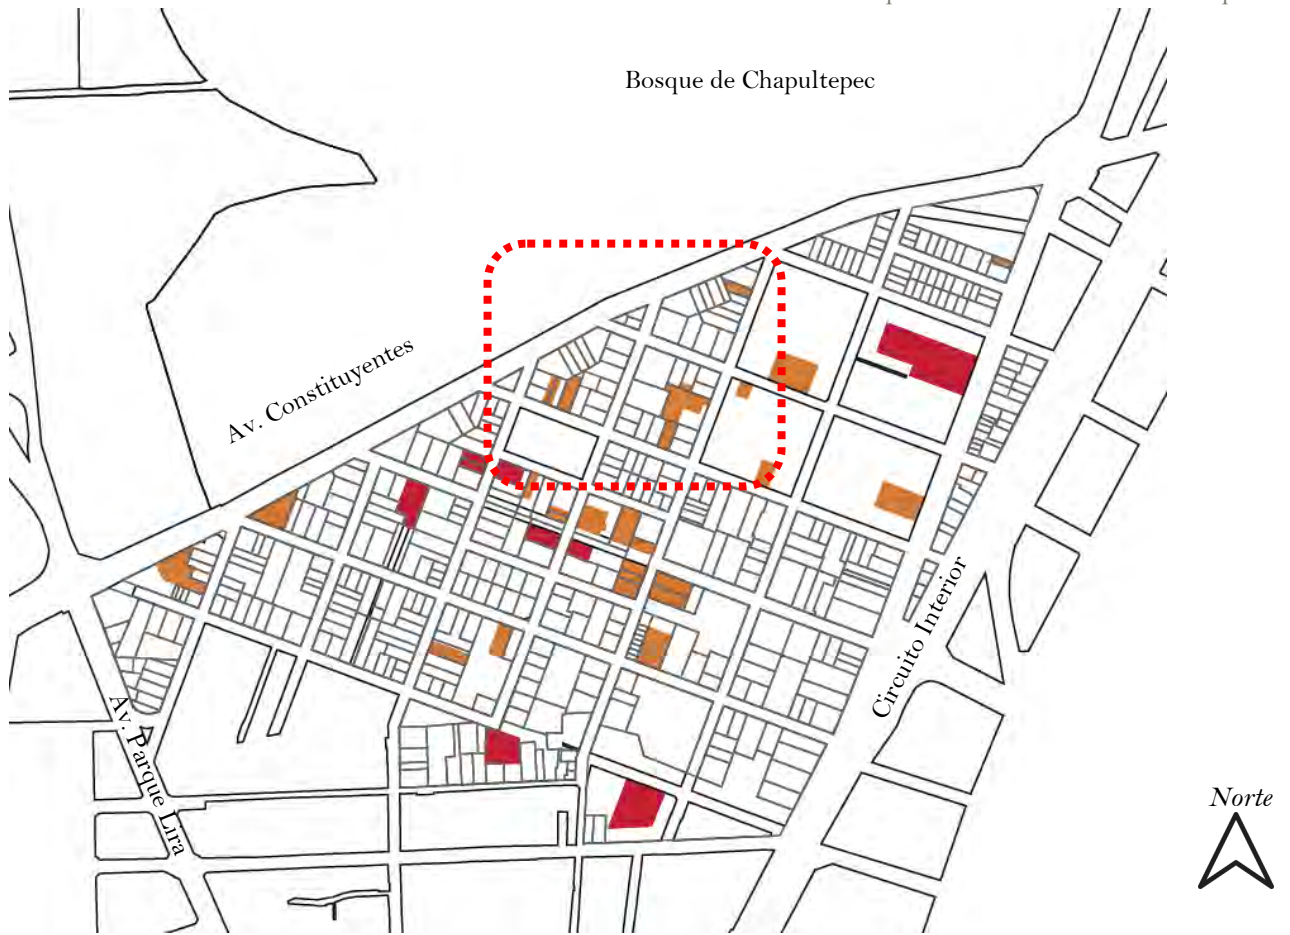 Bosque de Chapultepec
Av. Constituyentes
Circuito Interior
Av. Parque Lira
Norte